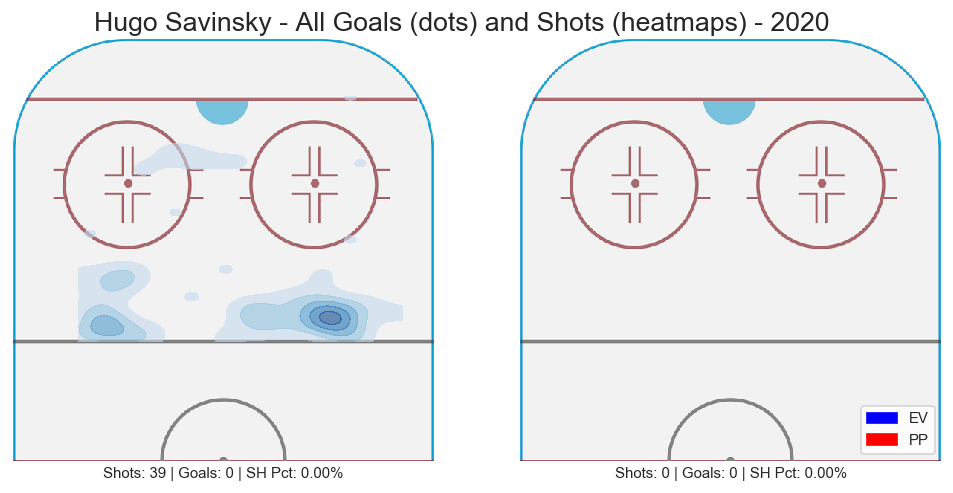 Hugo Savinsky - All Goals (dots) and Shots (heatmaps) - 2020
EV
PP
Shots: 39 | Goals: 0 | SH Pct: 0.00%
Shots: 0 | Goals: 0 | SH Pct: 0.00%